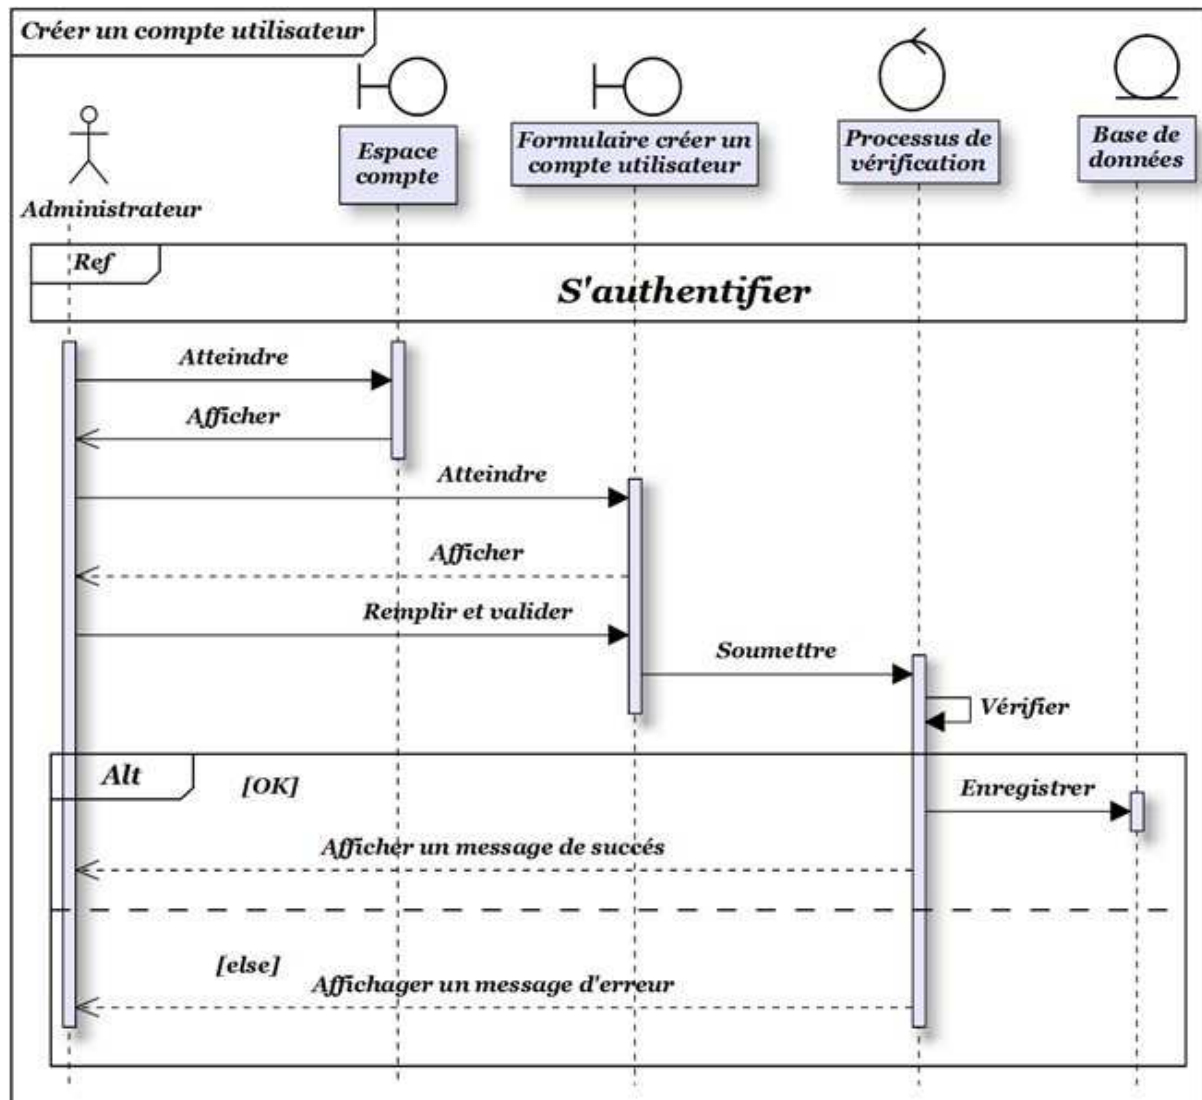 Créer un compte utilisateur
Administrateur
Espace
compte
Formulaire créer un
compte utilisateur
Processus de
vérification
Base de
données
Ref
S'authentifier
Atteindre
Afficher
Atteindre
Afficher
Remplir et valider
Soumettre
Vérifier
Alt
[OK]
Enregistrer
Afficher un message de succés
[else]
Affichager un message d'erreur